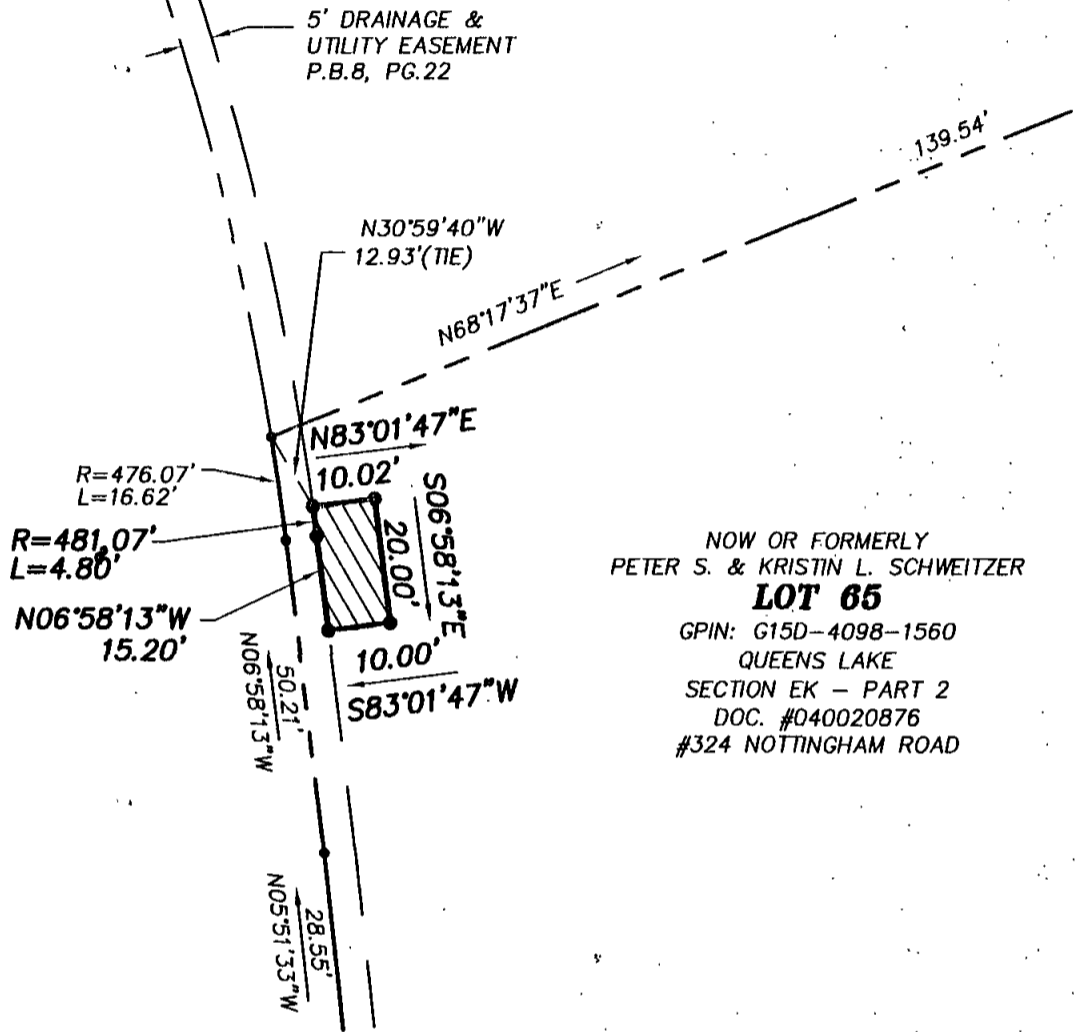 5' DRAINAGE &
UTILITY EASEMENT
P.B.8, PG.22
139.54'
N30°59'40"W
12.93'(TIE)
N68°17'37"E
N83°01'47"E
10.02'
R=476.07'
L=16.62'
S06°58'13"E
20.00'
R=481.07'
L=4.80'
N06°58'13"W
15.20'
10.00'
S83°01'47"W
50.21'
N06°58'13"W
28.55'
N05°51'33"W
NOW OR FORMERLY
PETER S. & KRISTIN L. SCHWEITZER
LOT 65
GPIN: G15D-4098-1560
QUEENS LAKE
SECTION EK - PART 2
DOC. #040020876
#324 NOTTINGHAM ROAD